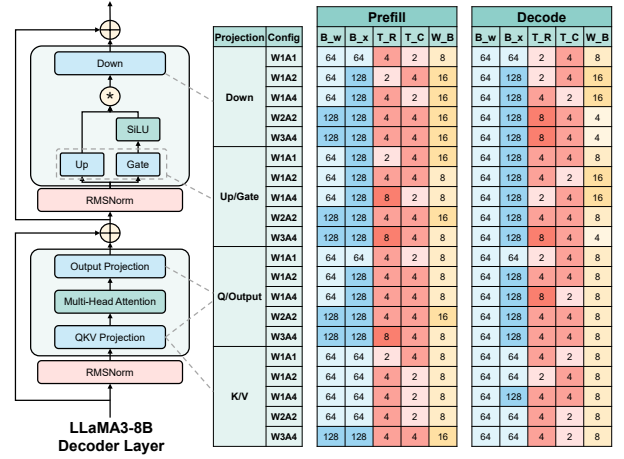 Down
*
SiLU
Up Gate
RMSNorm
Output Projection
Multi-Head Attention
QKV Projection
RMSNorm
LLaMA3-8B
Decoder Layer
Prefill Decode
Projection Config B_w B_x T_R T_C W_B B_w B_x T_R T_C W_B
Down
W1A1 64 64 4 2 8 64 64 2 4 8
W1A2 64 128 2 4 16 64 128 4 4 16
W1A4 64 128 4 4 16 64 128 4 2 16
W2A2 128 128 4 4 16 64 128 8 4 4
W3A4 128 128 4 4 16 64 128 8 4 4
Up/Gate
W1A1 64 128 2 4 16 64 128 4 4 8
W1A2 64 128 4 4 8 64 128 4 2 16
W1A4 64 128 8 2 8 64 128 4 2 16
W2A2 128 128 4 4 16 64 128 4 4 8
W3A4 128 128 8 4 8 64 128 8 4 4
Q/Output
W1A1 64 64 4 2 8 64 64 2 4 8
W1A2 64 128 4 4 8 64 128 4 4 8
W1A4 64 128 4 4 8 64 128 8 2 8
W2A2 128 128 4 4 16 64 128 4 4 8
W3A4 128 128 8 4 8 64 128 4 4 8
K/V
W1A1 64 64 2 4 8 64 64 4 2 8
W1A2 64 64 4 2 8 64 64 2 4 8
W1A4 64 64 4 2 8 64 128 4 4 8
W2A2 64 64 4 2 8 64 64 4 2 8
W3A4 128 128 4 4 16 64 64 4 2 8